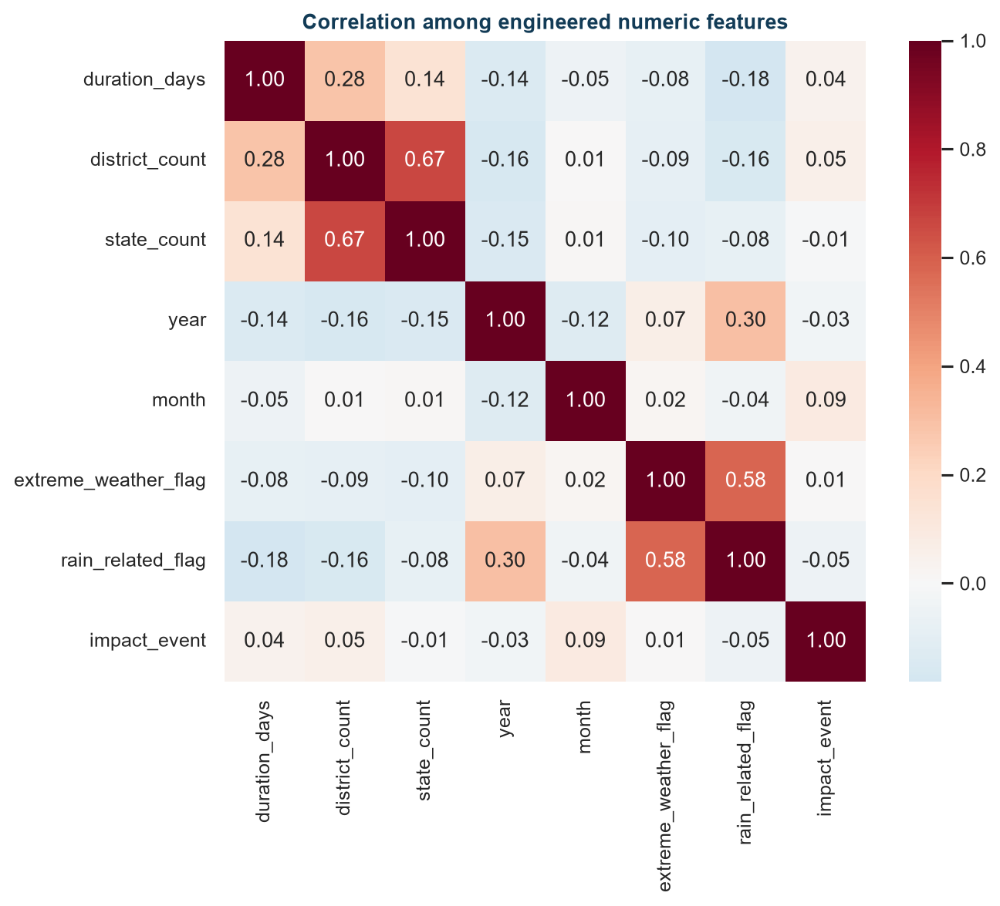 Correlation among engineered numeric features
duration_days 1.00 0.28 0.14 -0.14 -0.05 -0.08 -0.18 0.04
district_count 0.28 1.00 0.67 -0.16 0.01 -0.09 -0.16 0.05
state_count 0.14 0.67 1.00 -0.15 0.01 -0.10 -0.08 -0.01
year -0.14 -0.16 -0.15 1.00 -0.12 0.07 0.30 -0.03
month -0.05 0.01 0.01 -0.12 1.00 0.02 -0.04 0.09
extreme_weather_flag -0.08 -0.09 -0.10 0.07 0.02 1.00 0.58 0.01
rain_related_flag -0.18 -0.16 -0.08 0.30 -0.04 0.58 1.00 -0.05
impact_event 0.04 0.05 -0.01 -0.03 0.09 0.01 -0.05 1.00
duration_days
district_count
state_count
year
month
extreme_weather_flag
rain_related_flag
impact_event
1.0
0.8
0.6
0.4
0.2
0.0